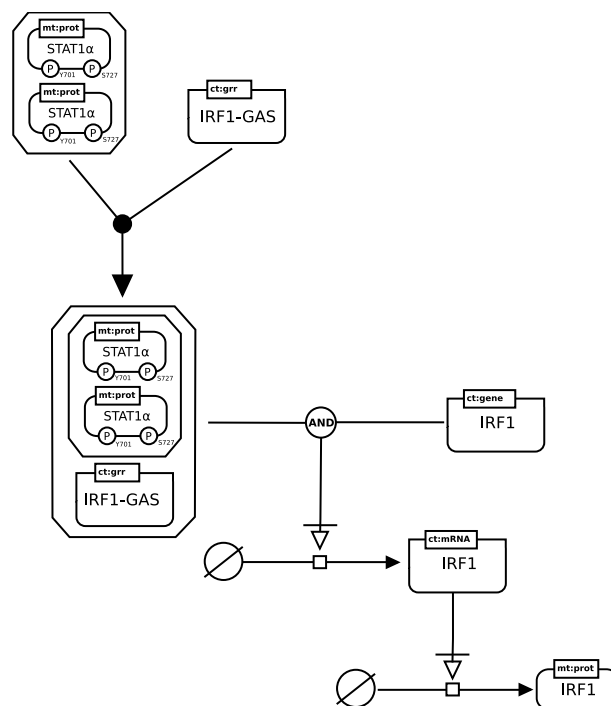 mt:prot
STAT1α
P P
Y701 S727
mt:prot
STAT1α
P P
Y701 S727
ct:grr
IRF1-GAS
mt:prot
STAT1α
P P
Y701 S727
mt:prot
STAT1α
P P
Y701 S727
ct:grr
IRF1-GAS
AND
ct:gene
IRF1
ct:mRNA
IRF1
mt:prot
IRF1